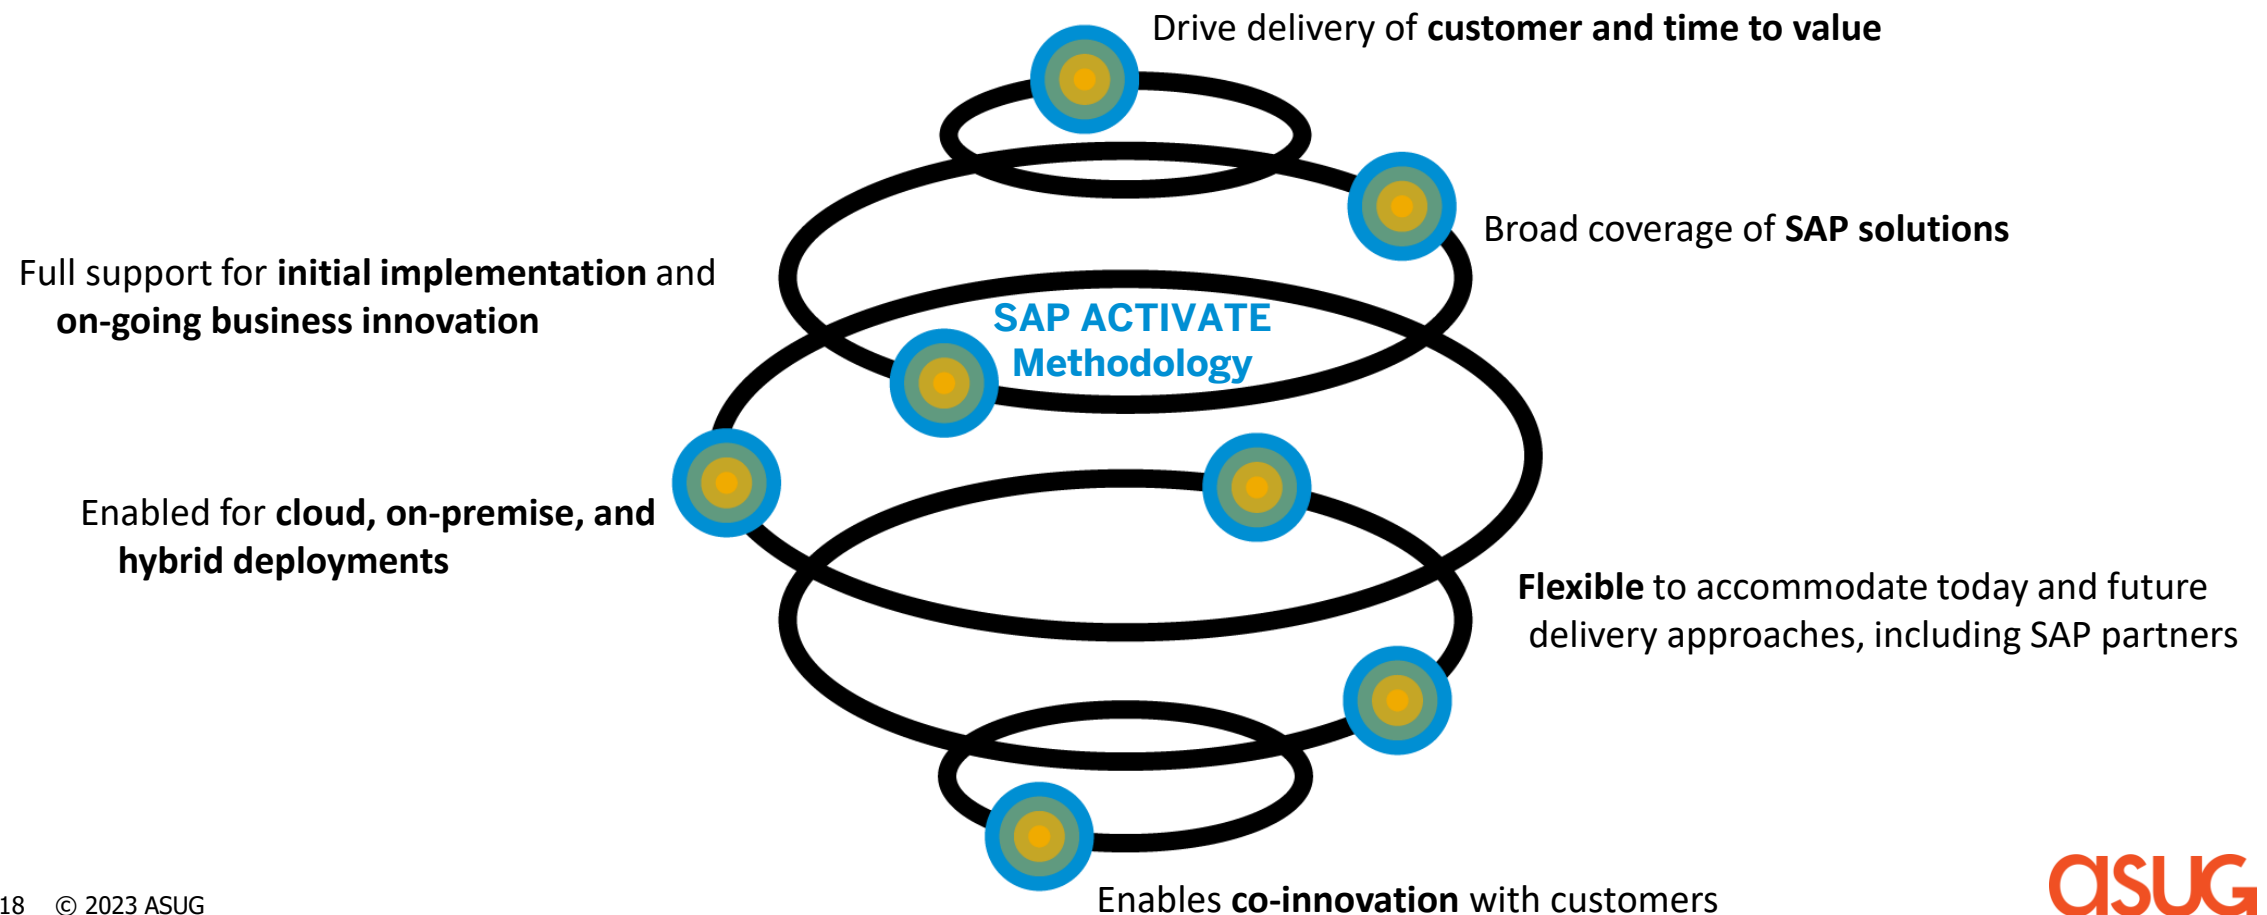 Drive delivery of customer and time to value
Broad coverage of SAP solutions
Full support for initial implementation and
on-going business innovation
SAP ACTIVATE
Methodology
Enabled for cloud, on-premise, and
hybrid deployments
Flexible to accommodate today and future
delivery approaches, including SAP partners
Enables co-innovation with customers
18 © 2023 ASUG
asug